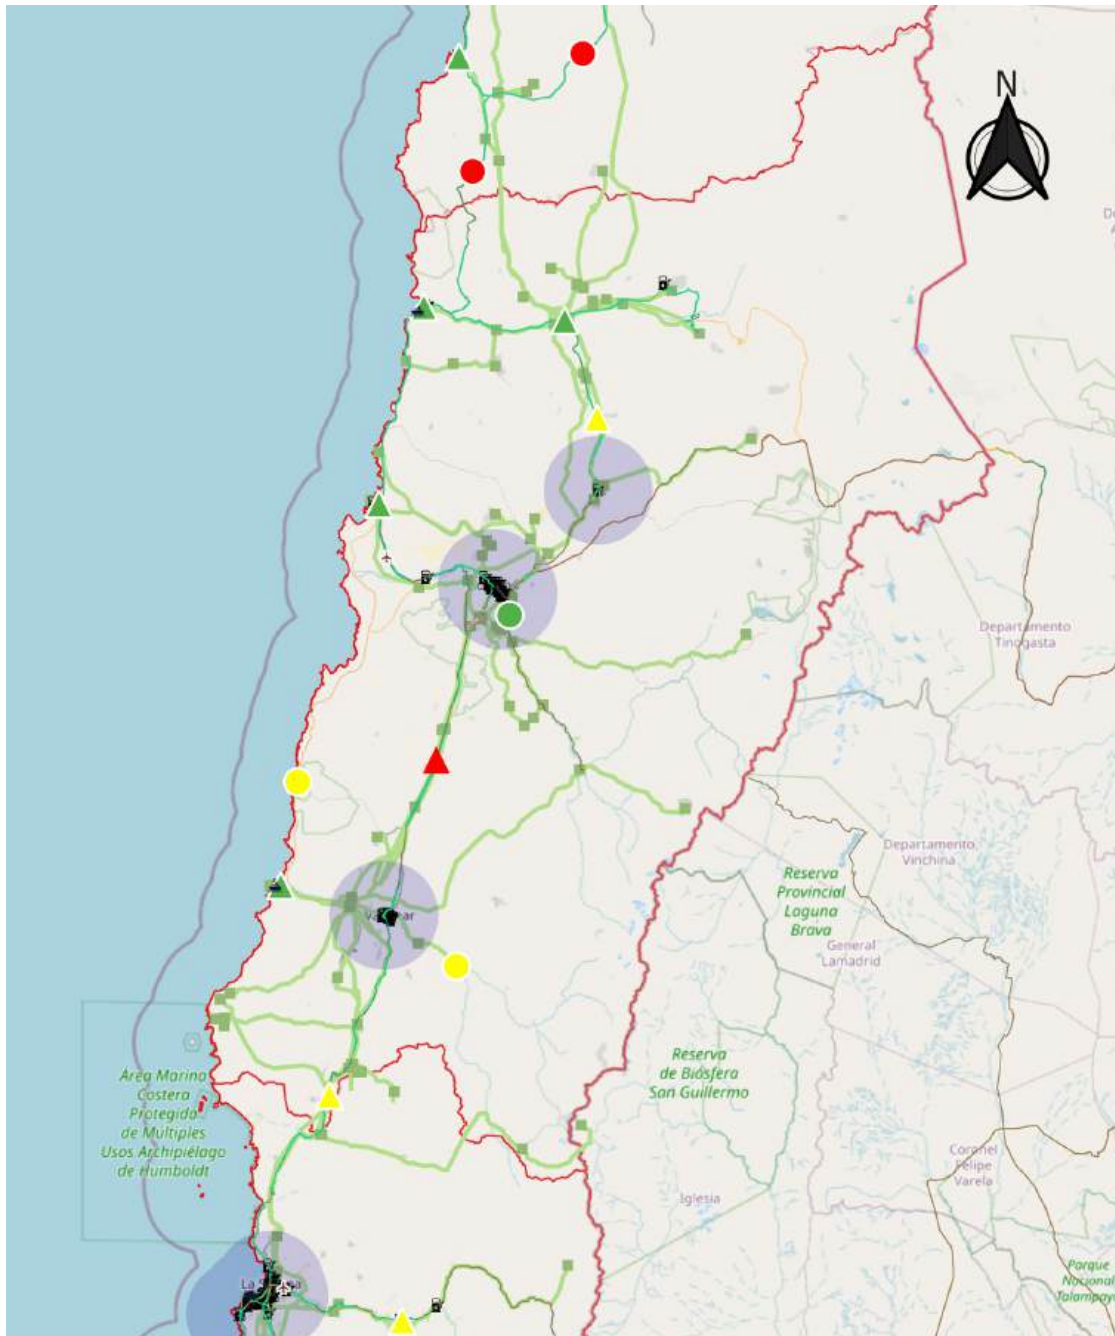 N
Departamento
Tinogasta
Departamento
Vinchina
Reserva
Provincial
Laguna
Brava
General
Lamadrid
Reserva
de Biósfera
San Guillermo
Área Marina
Costera
Protegida
de Múltiples
Usos Archipiélago
de Humboldt
Coronel
Felipe
Varela
Iglesia
Parque
Nacional
Talampaya